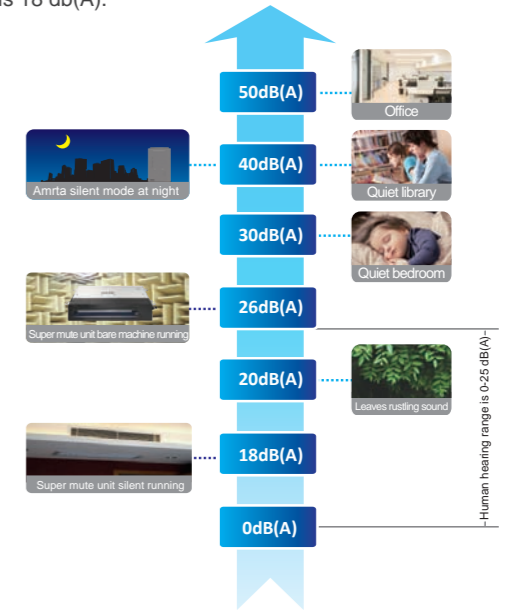 is 18 db(A).
50dB(A)
Office
40dB(A)
Amrta silent mode at night
Quiet library
30dB(A)
Quiet bedroom
26dB(A)
Super mute unit bare machine running
20dB(A)
Leaves rustling sound
Human hearing range is 0-25 dB(A)
18dB(A)
Super mute unit silent running
0dB(A)